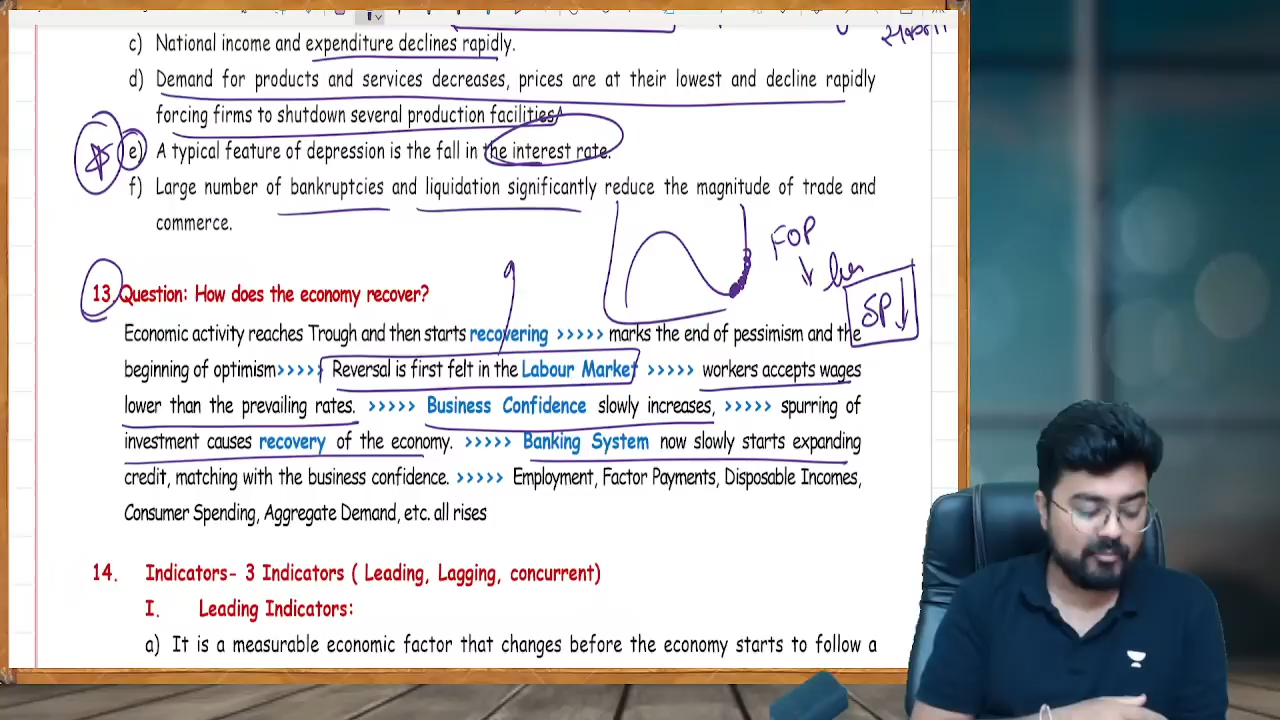 c) National income and expenditure declines rapidly.
d) Demand for products and services decreases, prices are at their lowest and decline rapidly
forcing firms to shutdown several production facilities.
e) A typical feature of depression is the fall in the interest rate.
f) Large number of bankruptcies and liquidation significantly reduce the magnitude of trade and
commerce.
FOP
SP↓
13. Question: How does the economy recover?
Economic activity reaches Trough and then starts recovering >>>>> marks the end of pessimism and the
beginning of optimism>>>>> Reversal is first felt in the Labour Market >>>>> workers accepts wages
lower than the prevailing rates. >>>>> Business Confidence slowly increases, >>>>> spurring of
investment causes recovery of the economy. >>>>> Banking System now slowly starts expanding
credit, matching with the business confidence. >>>>> Employment, Factor Payments, Disposable Incomes,
Consumer Spending, Aggregate Demand, etc. all rises
14. Indicators- 3 Indicators ( Leading, Lagging, concurrent)
I. Leading Indicators:
a) It is a measurable economic factor that changes before the economy starts to follow a